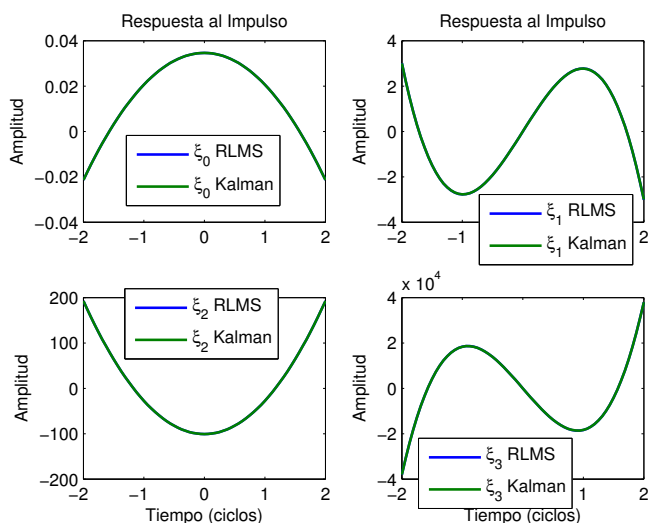 Respuesta al Impulso
0.04
0.02
0
−0.02
−0.04
−2
−1
0
1
2
Amplitud
ξ0 RLMS
ξ0 Kalman
Respuesta al Impulso
4
2
0
−2
−4
−2
−1
0
1
2
Amplitud
ξ1 RLMS
ξ1 Kalman
200
100
0
−100
−200
−2
−1
0
1
2
Amplitud
Tiempo (ciclos)
ξ2 RLMS
ξ2 Kalman
x 10^4
4
2
0
−2
−4
−2
−1
0
1
2
Amplitud
Tiempo (ciclos)
ξ3 RLMS
ξ3 Kalman